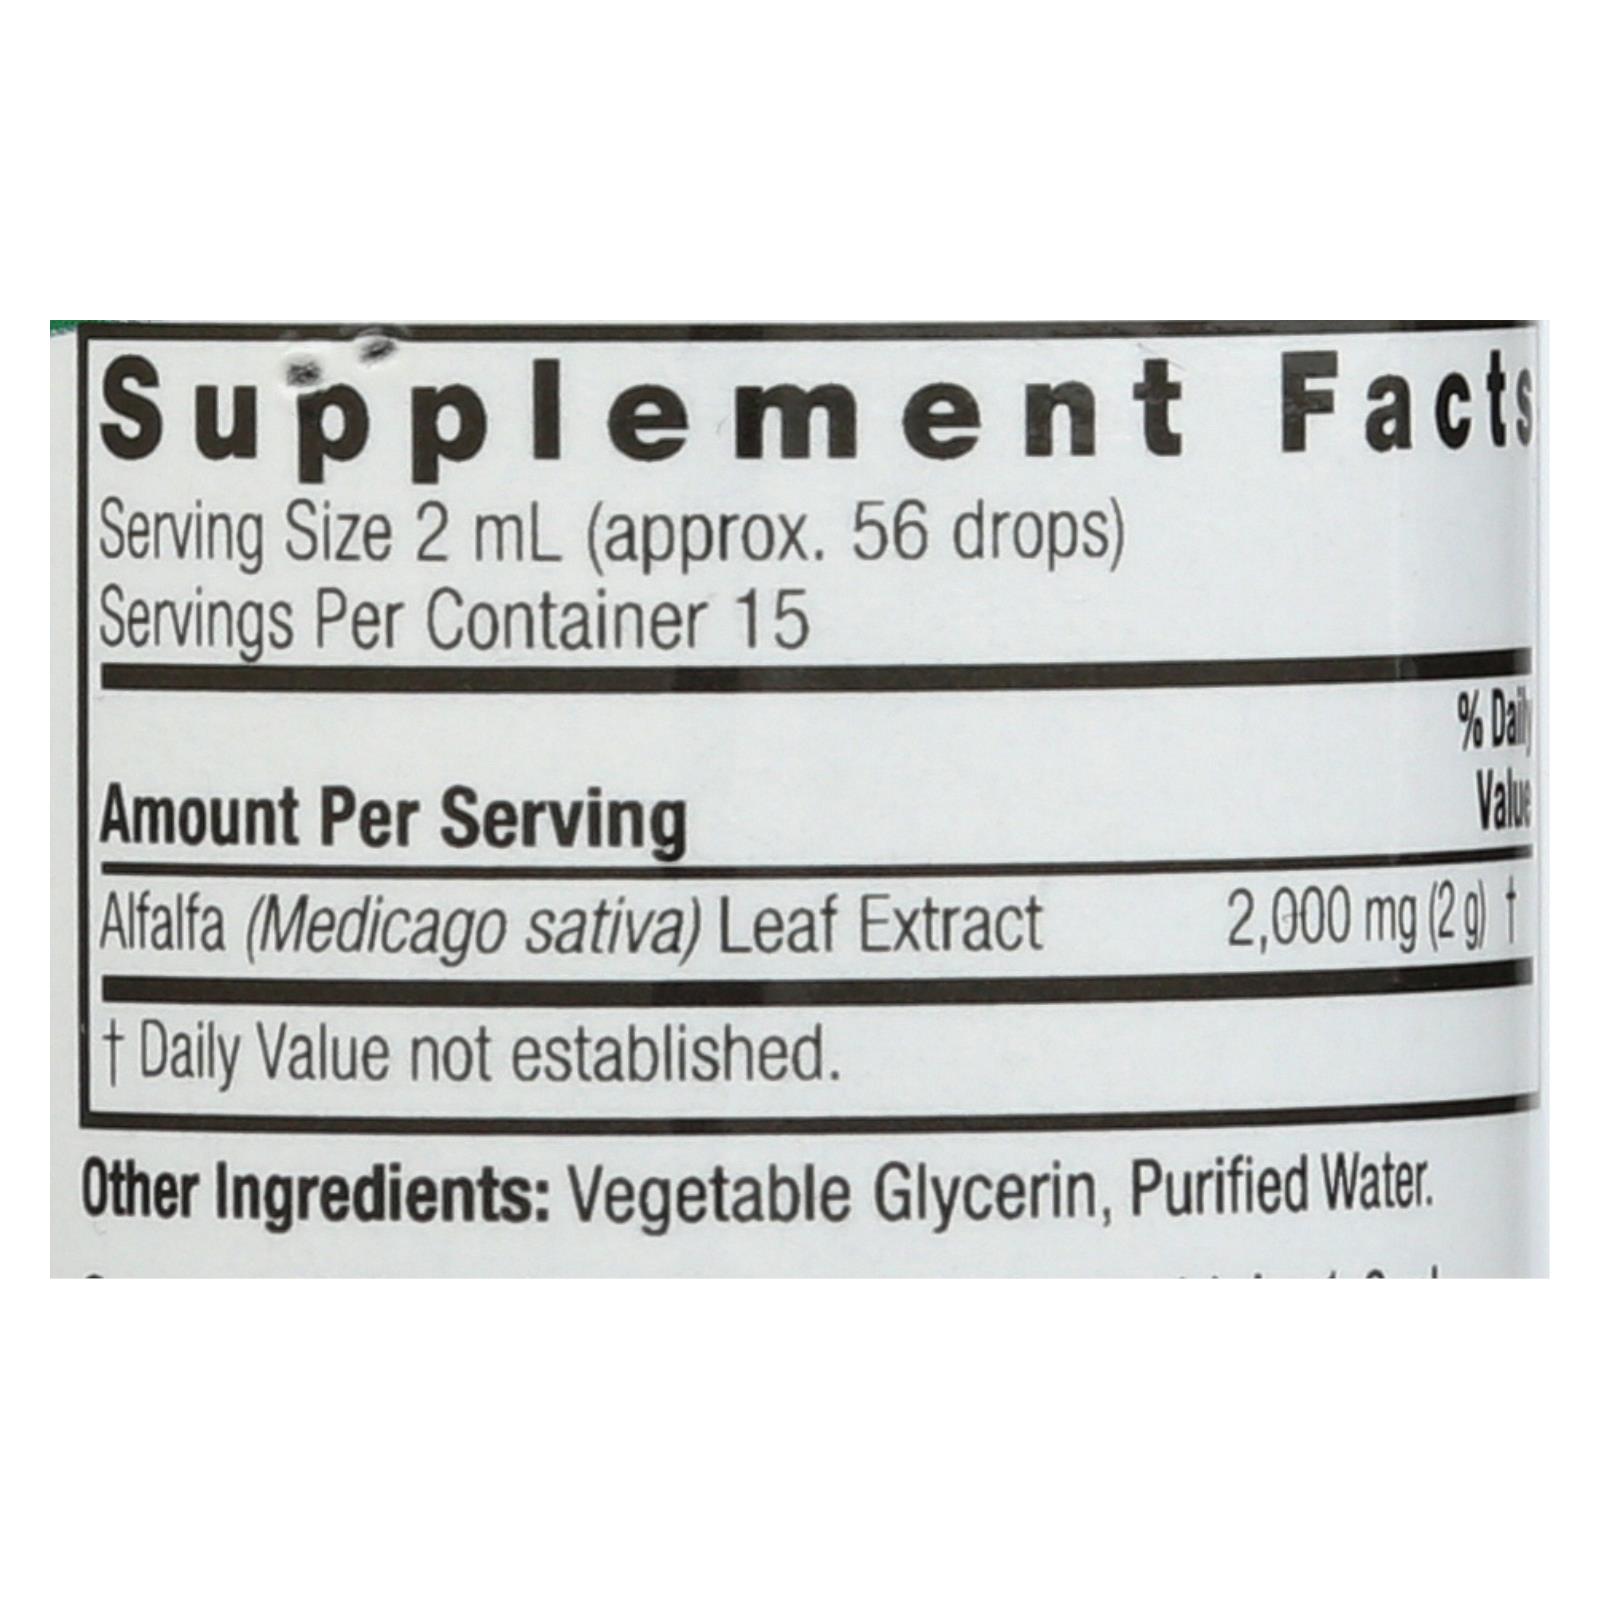 Supplement Facts
Serving Size 2 mL (approx. 56 drops)
Servings Per Container 15
% Daily
Value
Amount Per Serving
Alfalfa (Medicago sativa) Leaf Extract 2,000 mg (2 g) †
† Daily Value not established.
Other Ingredients: Vegetable Glycerin, Purified Water.